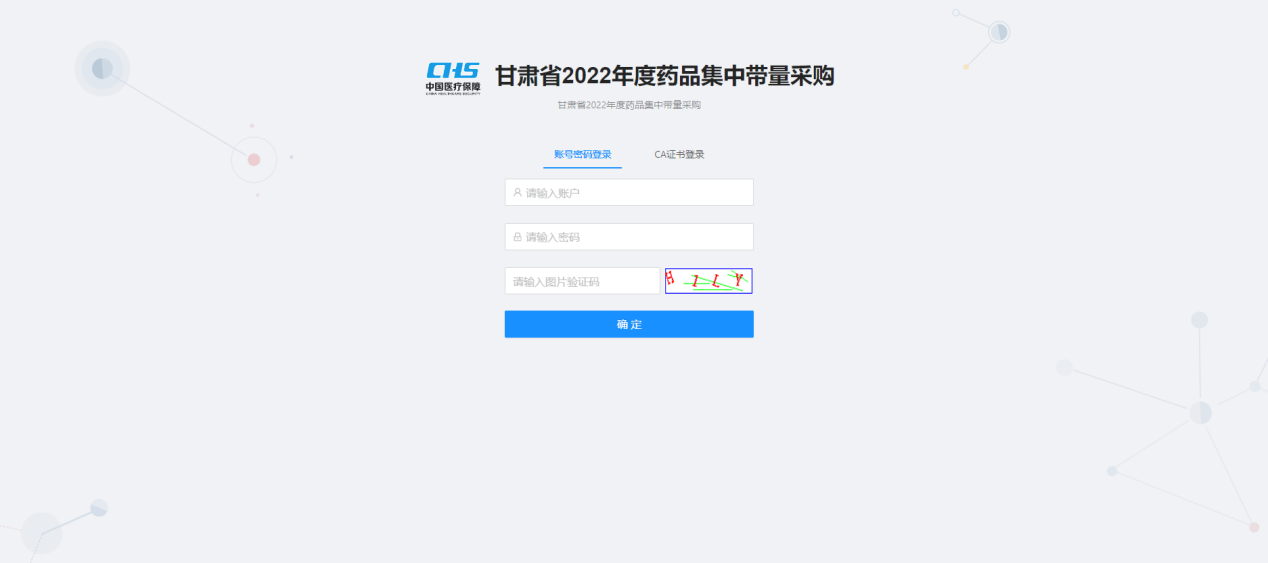 CHS
中国医疗保障
CHINA HEALTHCARE SECURITY
甘肃省2022年度药品集中带量采购
甘肃省2022年度药品集中带量采购
账号密码登录
CA证书登录
请输入账户
请输入密码
请输入图片验证码
确 定